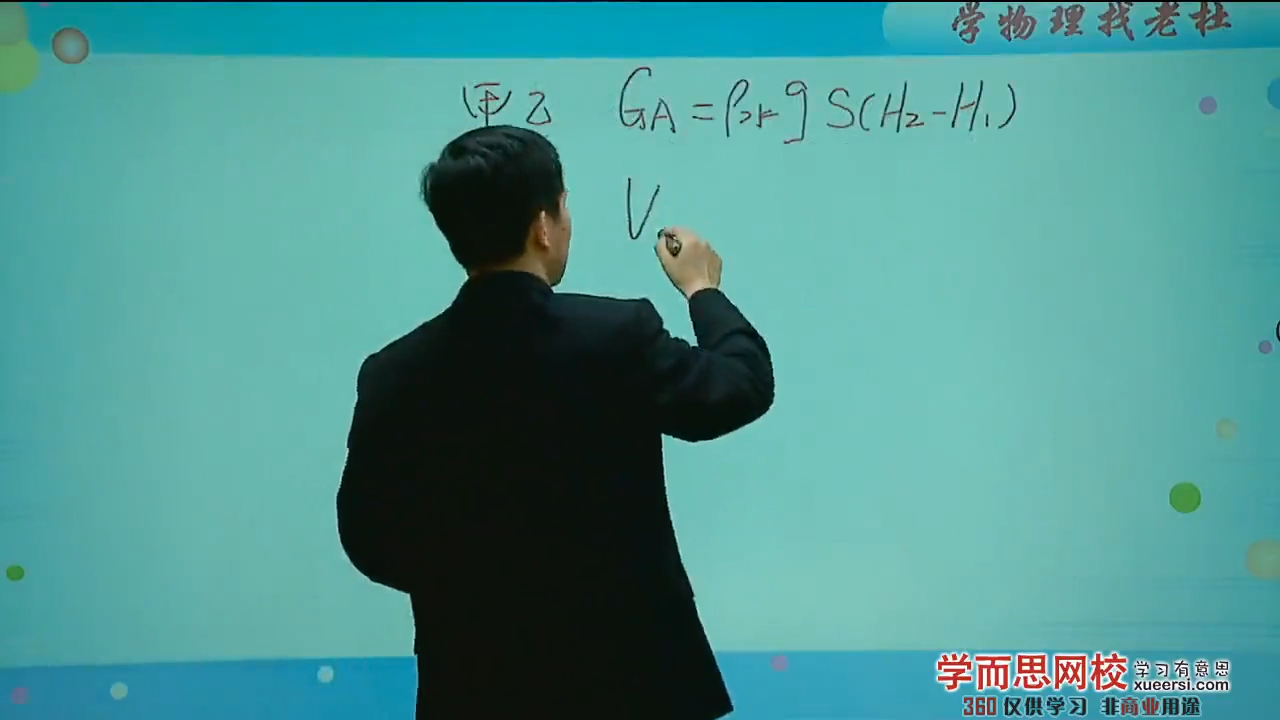 学物理找老杜
甲乙 GA=ρ水gS(H₂-H₁)
V
学而思网校 学习有意思
xueersi.com
360 仅供学习 非商业用途